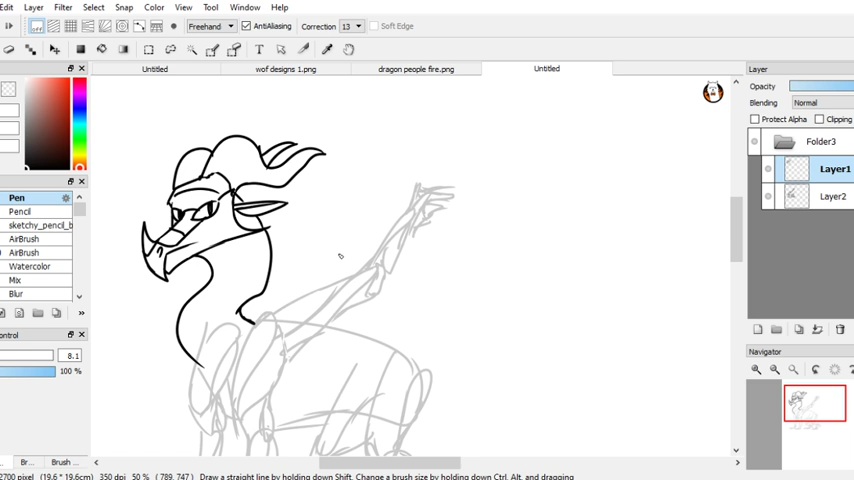 Edit Layer Filter Select Snap Color View Tool Window Help
off Freehand AntiAliasing Correction 13 Soft Edge
T
Untitled wof designs 1.png dragon people fire.png Untitled
Layer
Opacity
Blending Normal
Protect Alpha Clipping
Folder3
Layer1
Layer2
Pen
Pencil
sketchy_pencil_b
AirBrush
AirBrush
Watercolor
Mix
Blur
8.1
100 %
Navigator
Br... Brush ...
2700 pixel (19.6 * 19.6cm) 350 dpi 50 % ( 789, 747 ) Draw a straight line by holding down Shift, Change a brush size by holding down Ctrl, Alt, and dragging